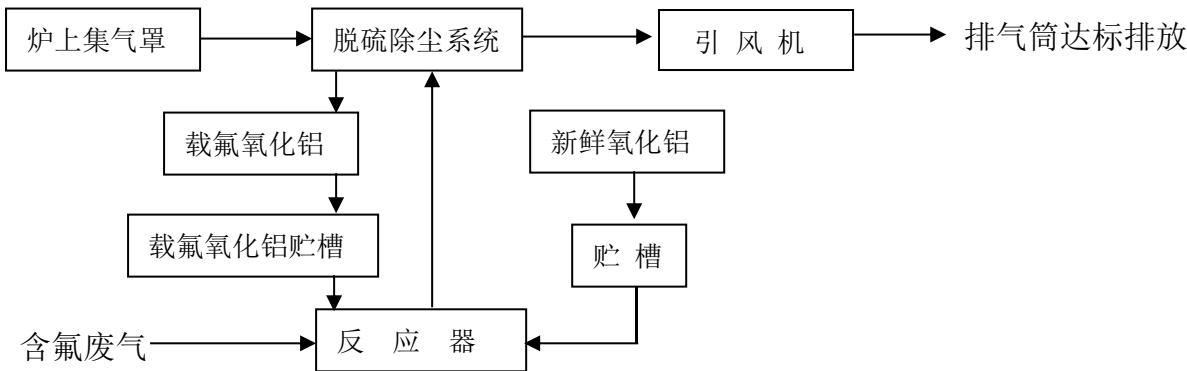 炉上集气罩
脱硫除尘系统
引 风 机
排气筒达标排放
载氟氧化铝
新鲜氧化铝
载氟氧化铝贮槽
贮 槽
含氟废气
反 应 器